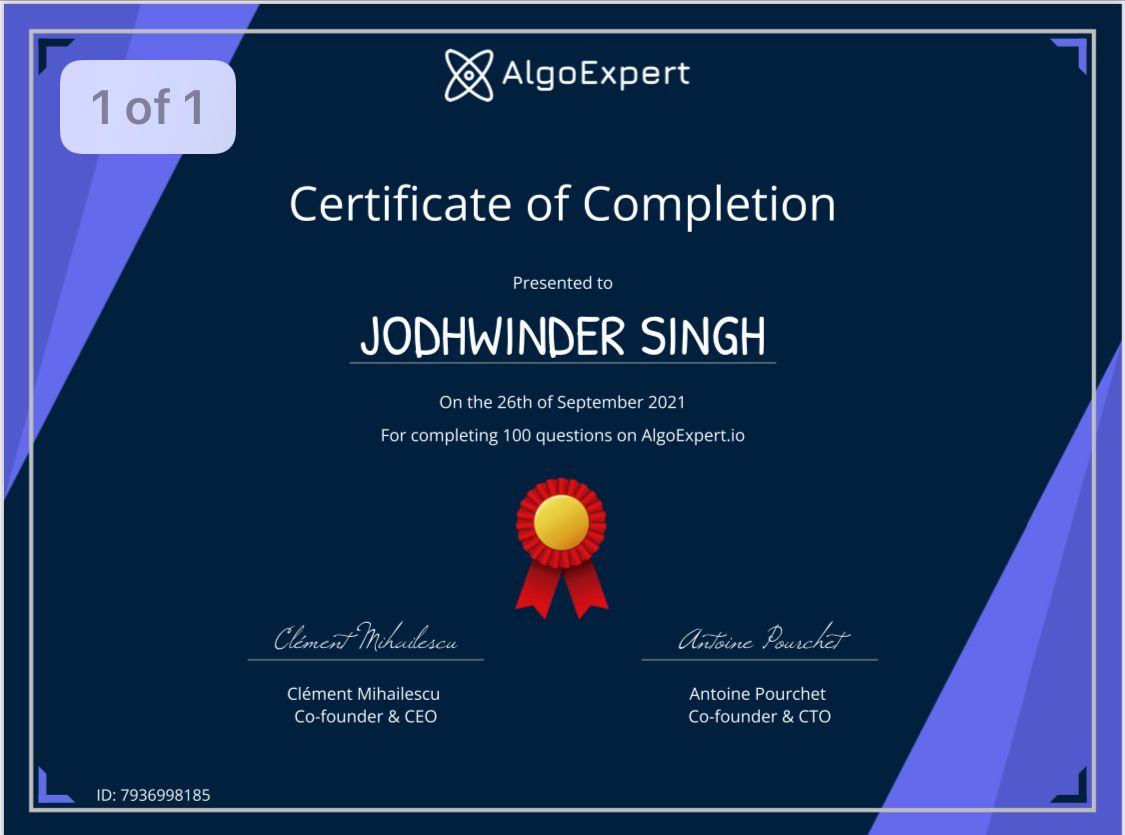 1 of 1
AlgoExpert
Certificate of Completion
Presented to
JODHWINDER SINGH
On the 26th of September 2021
For completing 100 questions on AlgoExpert.io
Clément Mihailescu
Antoine Pourchet
Clément Mihailescu
Co-founder & CEO
Antoine Pourchet
Co-founder & CTO
ID: 7936998185